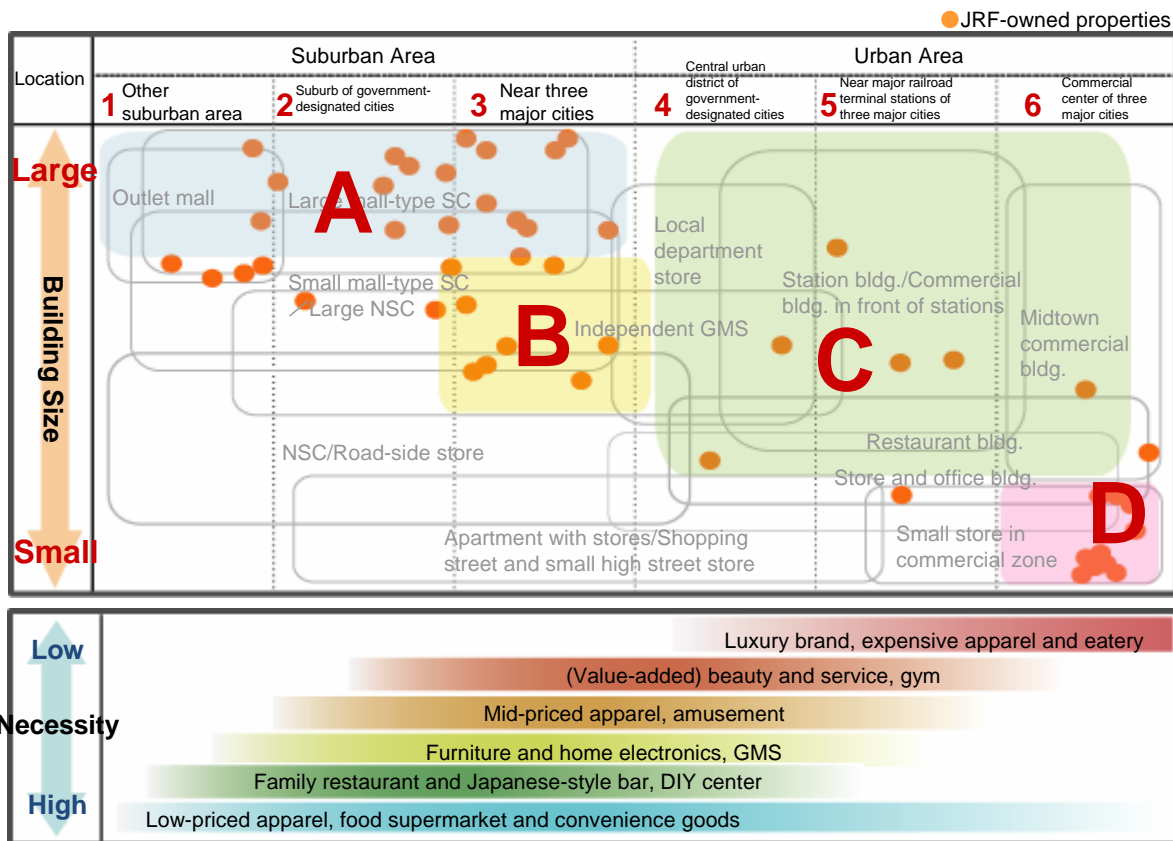 JRF-owned properties
Suburban Area
Urban Area
Location
1
Other
suburban area
2
Suburb of government-
designated cities
3
Near three
major cities
4
Central urban
district of
government-
designated cities
5
Near major railroad
terminal stations of
three major cities
6
Commercial
center of three
major cities
Large
Building Size
Small
A
B
C
D
Outlet mall
Large mall-type SC
Local
department
store
Station bldg./Commercial
bldg. in front of stations
Small mall-type SC
／Large NSC
Independent GMS
Midtown
commercial
bldg.
NSC/Road-side store
Restaurant bldg.
Store and office bldg.
Apartment with stores/Shopping
street and small high street store
Small store in
commercial zone
Low
Necessity
High
Luxury brand, expensive apparel and eatery
(Value-added) beauty and service, gym
Mid-priced apparel, amusement
Furniture and home electronics, GMS
Family restaurant and Japanese-style bar, DIY center
Low-priced apparel, food supermarket and convenience goods